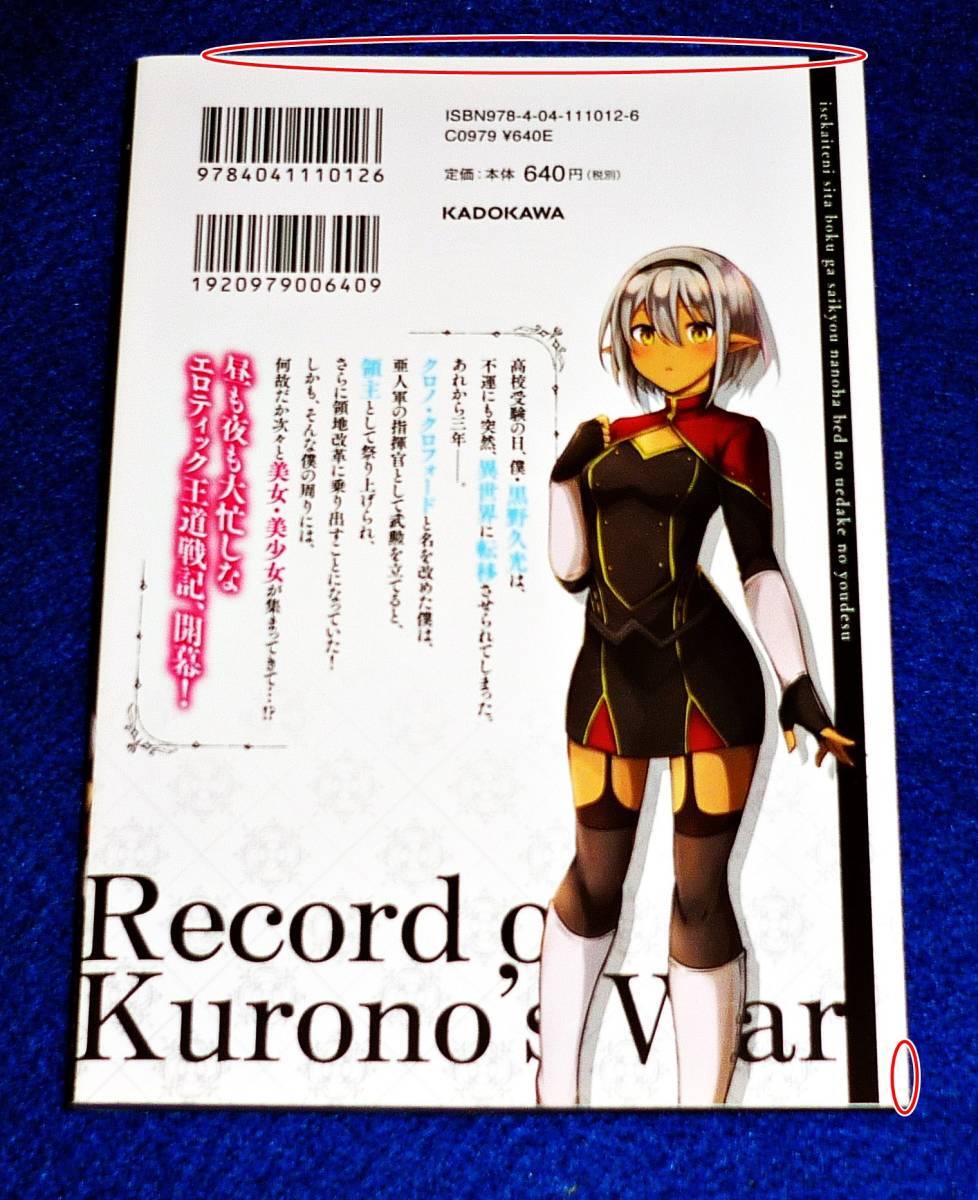 9784041110126
1920979006409
ISBN978-4-04-111012-6
C0979 ¥640E
定価：本体 640円（税別）
KADOKAWA
高校受験の日、僕・黒野久光は、
不運にも突然、異世界に転移させられてしまった。
あれから三年――。
クロノ・クロフォードと名を改めた僕は、
亜人軍の指揮官として武勲を立てると、
領主として祭り上げられ、
さらに領地改革に乗り出すことになっていた！
しかも、そんな僕の周りには、
何故だか次々と美女・美少女が集まってきて…!?
昼も夜も大忙しな
エロティック王道戦記、開幕！
isekaiteni sita boku ga saikyou nanoha bed no uedake no youdesu
Record o
Kurono's War